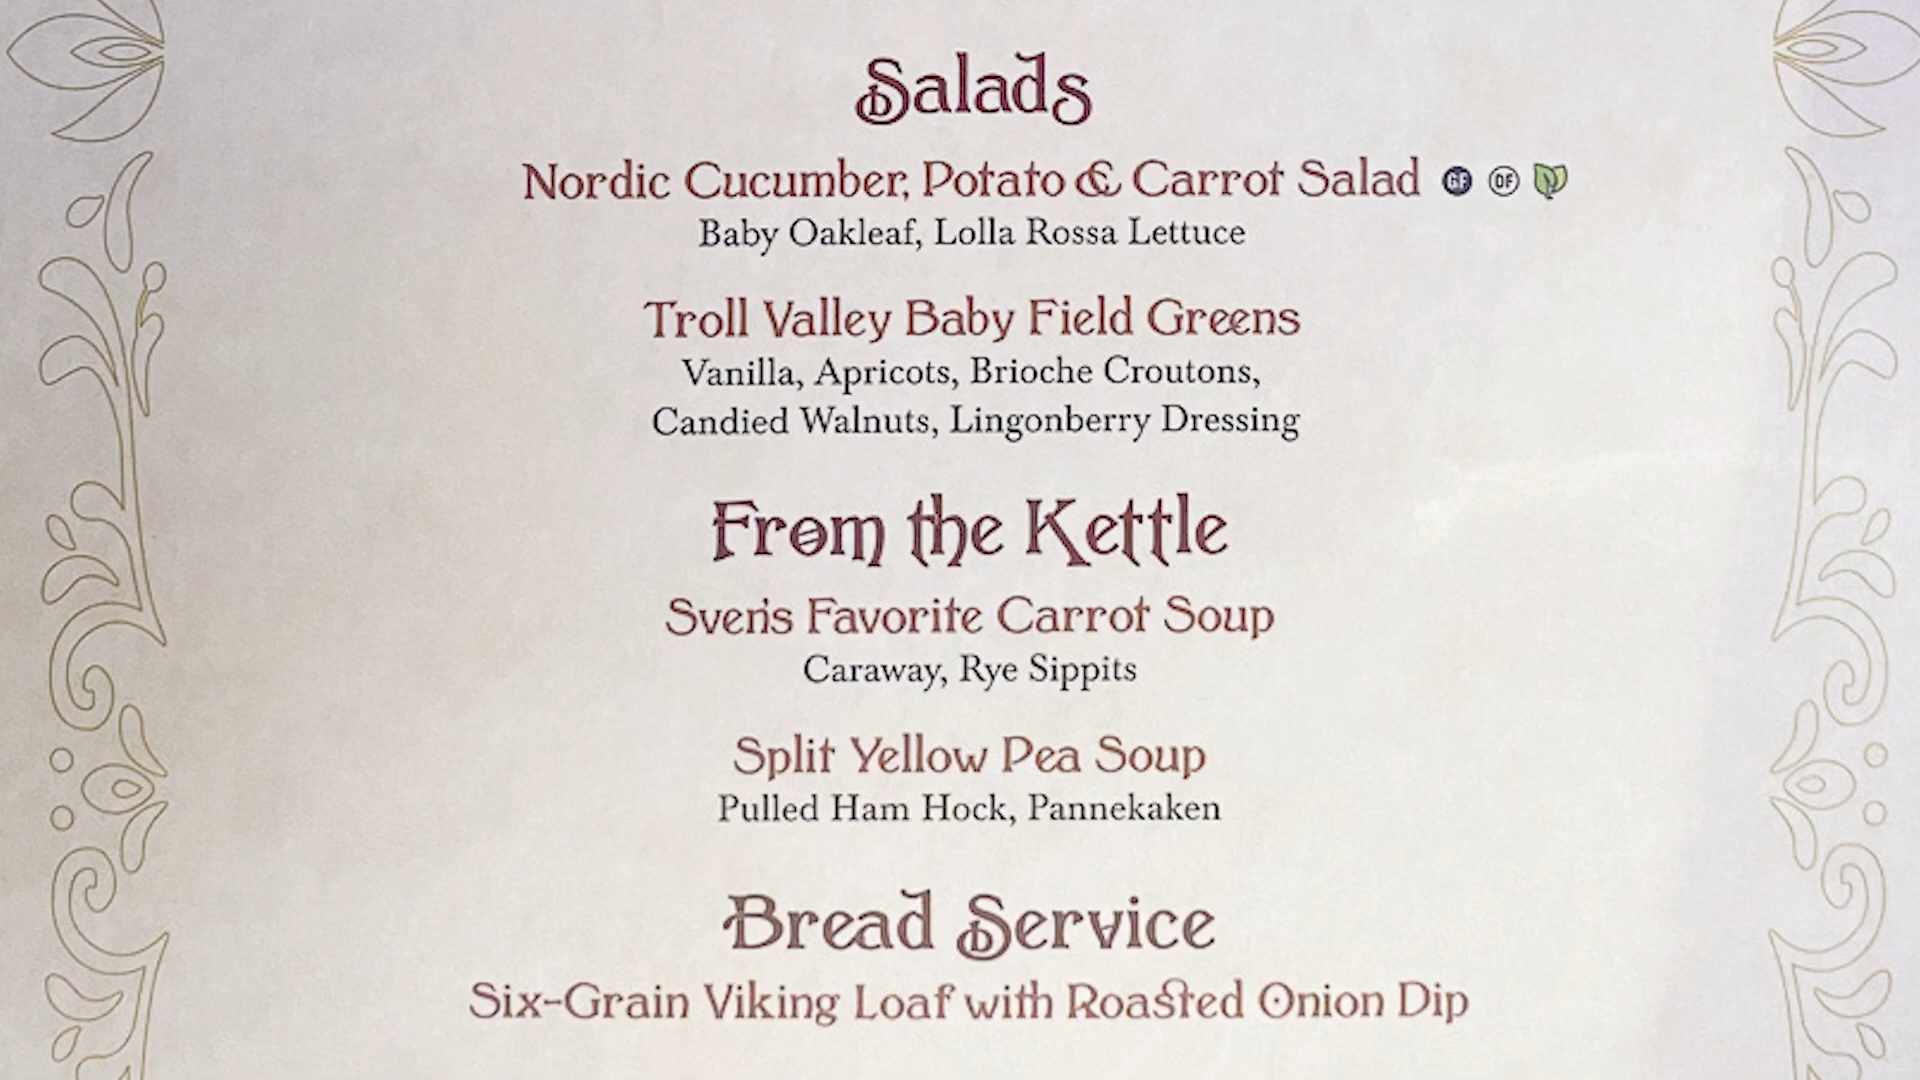 Salads
Nordic Cucumber, Potato & Carrot Salad GF DF
Baby Oakleaf, Lolla Rossa Lettuce
Troll Valley Baby Field Greens
Vanilla, Apricots, Brioche Croutons,
Candied Walnuts, Lingonberry Dressing
From the Kettle
Sven's Favorite Carrot Soup
Caraway, Rye Sippits
Split Yellow Pea Soup
Pulled Ham Hock, Pannekaken
Bread Service
Six-Grain Viking Loaf with Roasted Onion Dip